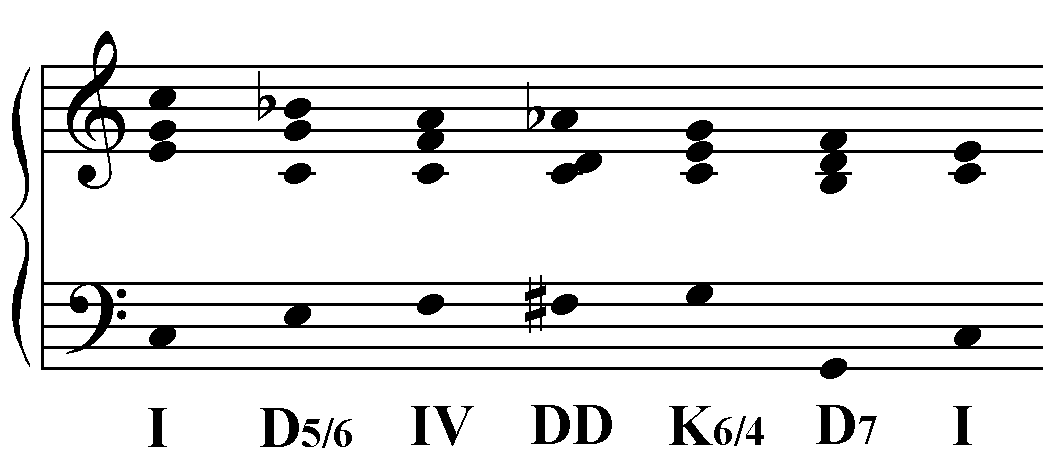 I D5/6 IV DD K6/4 D7 I